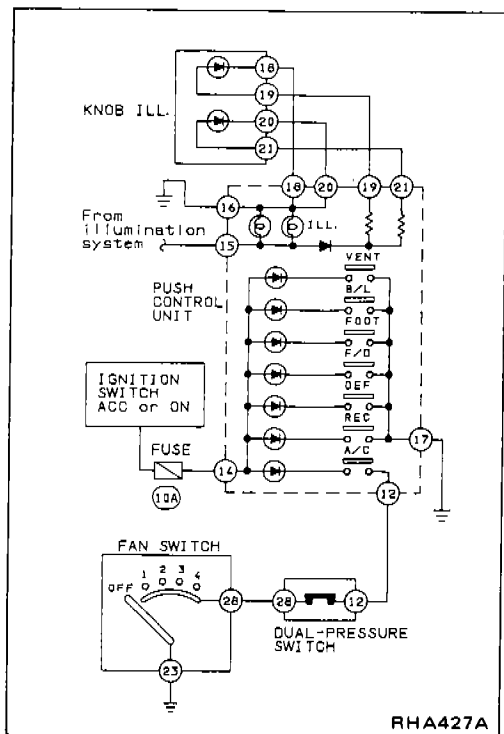 18
KNOB ILL.
19
20
21
18 20 19 21
16
From illumination system
ILL.
15
VENT
PUSH CONTROL UNIT
B/L
FOOT
F/D
DEF
IGNITION SWITCH ACC or ON
REC
FUSE
A/C
17
14
10A
12
FAN SWITCH
OFF 1 2 3 4
28
28
12
DUAL-PRESSURE SWITCH
23
RHA427A